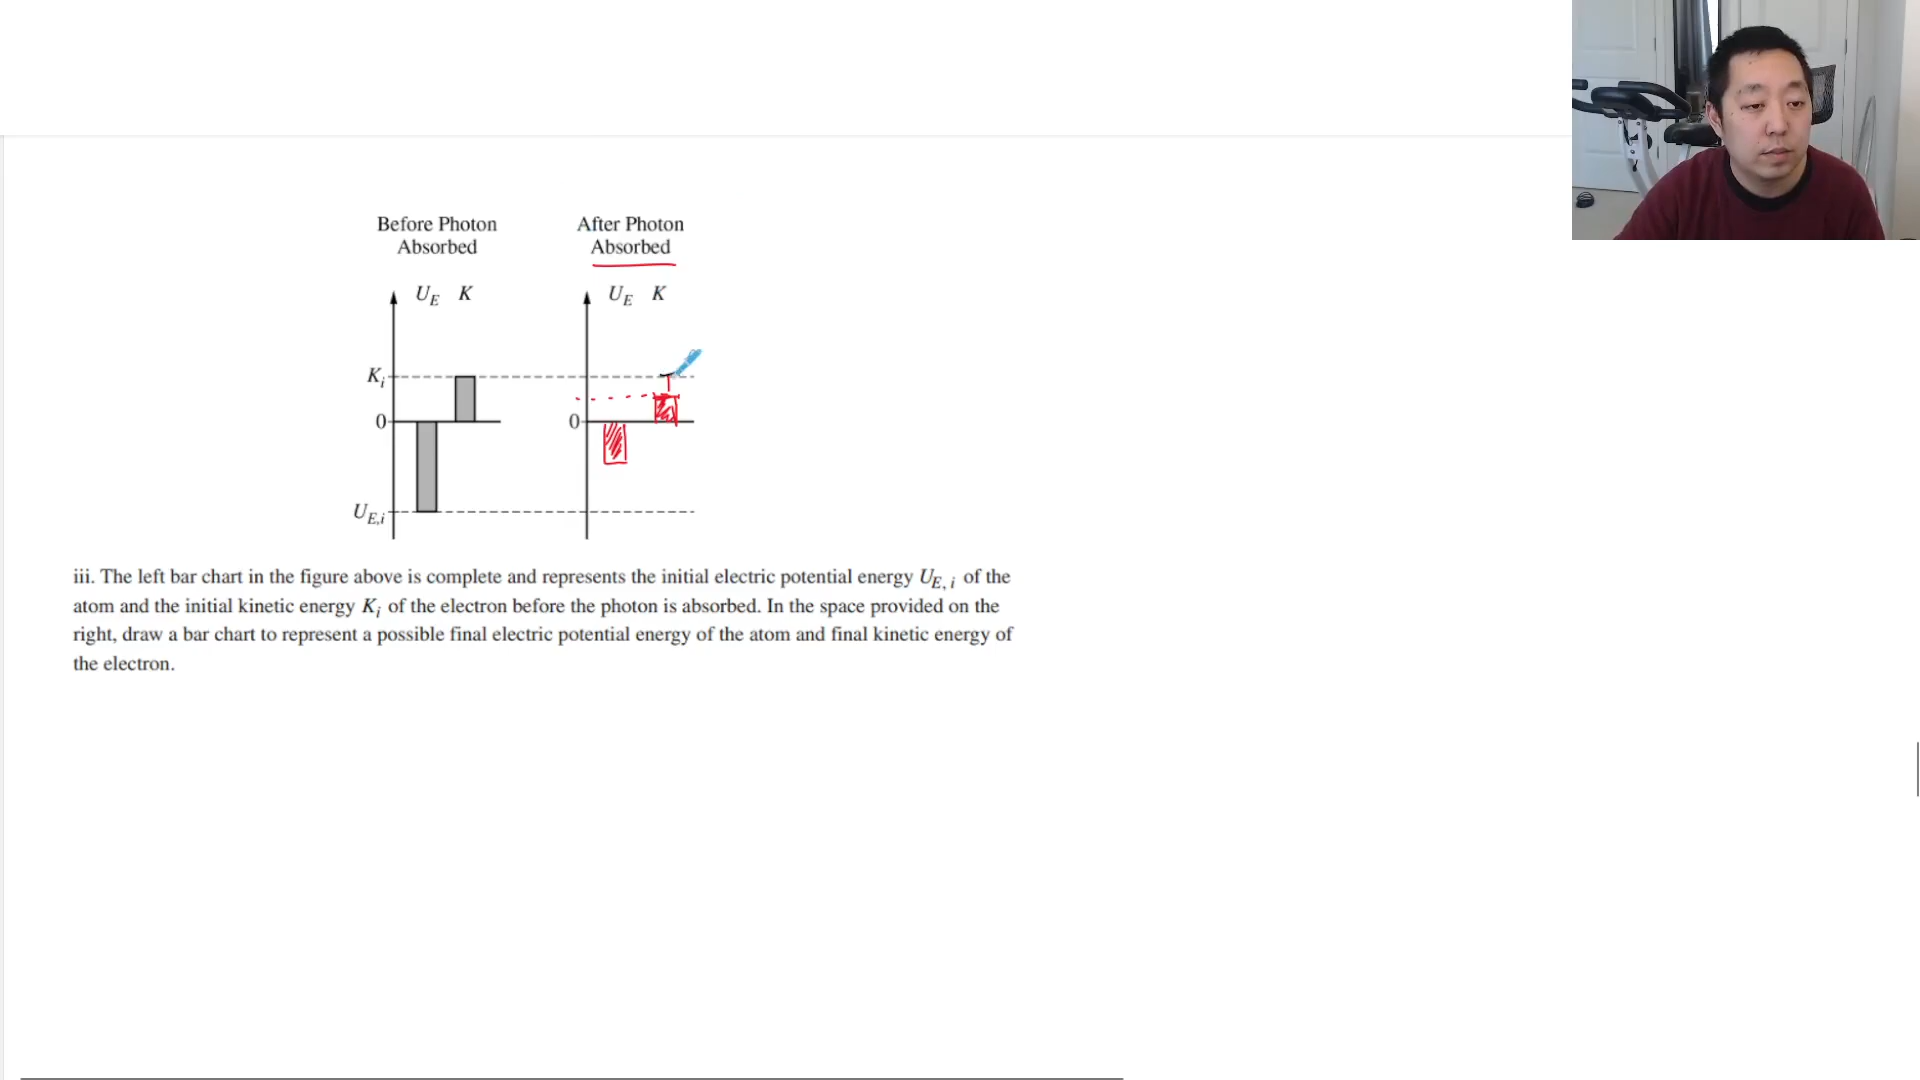 Before Photon
Absorbed
After Photon
Absorbed
U_E K
U_E K
K_i
0
0
U_{E,i}
iii. The left bar chart in the figure above is complete and represents the initial electric potential energy U_{E, i} of the
atom and the initial kinetic energy K_i of the electron before the photon is absorbed. In the space provided on the
right, draw a bar chart to represent a possible final electric potential energy of the atom and final kinetic energy of
the electron.